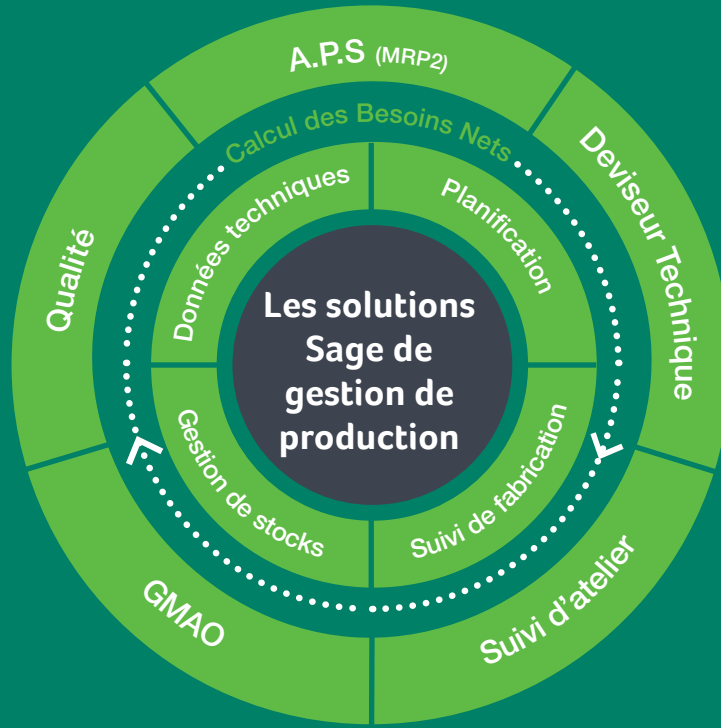 A.P.S (MRP2)
Calcul des Besoins Nets
Deviseur Technique
Qualité
Données techniques
Planification
Les solutions
Sage de
gestion de
production
Gestion de stocks
Suivi de fabrication
GMAO
Suivi d'atelier